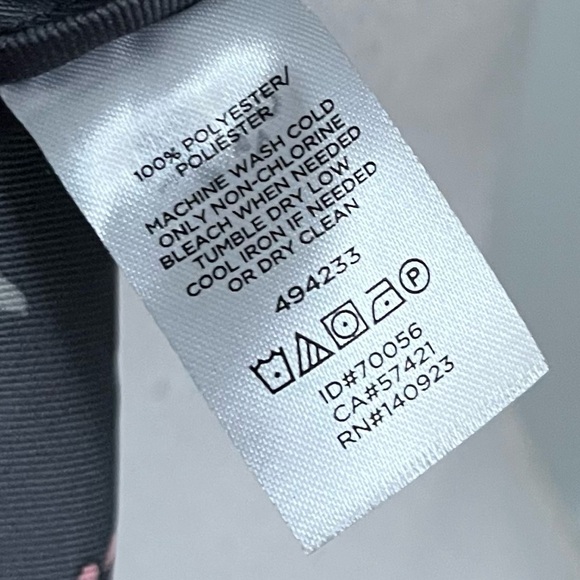 100% POLYESTER/
POLIESTER
MACHINE WASH COLD
ONLY NON-CHLORINE
BLEACH WHEN NEEDED
TUMBLE DRY LOW
COOL IRON IF NEEDED
OR DRY CLEAN
494233
P
ID#70056
CA#57421
RN#140923